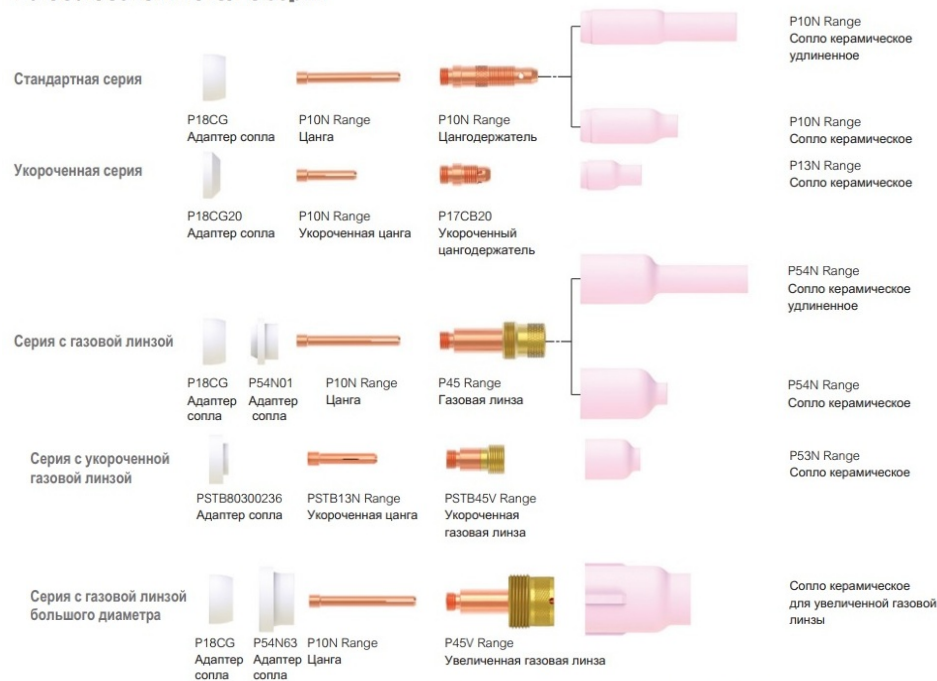 Стандартная серия
P18CG
Адаптер сопла
P10N Range
Цанга
P10N Range
Цангодержатель
P10N Range
Сопло керамическое
удлиненное
P10N Range
Сопло керамическое
Укороченная серия
P18CG20
Адаптер сопла
P10N Range
Укороченная цанга
P17CB20
Укороченный
цангодержатель
P13N Range
Сопло керамическое
Серия с газовой линзой
P18CG
Адаптер
сопла
P54N01
Адаптер
сопла
P10N Range
Цанга
P45 Range
Газовая линза
P54N Range
Сопло керамическое
удлиненное
P54N Range
Сопло керамическое
Серия с укороченной
газовой линзой
PSTB80300236
Адаптер сопла
PSTB13N Range
Укороченная цанга
PSTB45V Range
Укороченная
газовая линза
P53N Range
Сопло керамическое
Серия с газовой линзой
большого диаметра
P18CG
Адаптер
сопла
P54N63
Адаптер
сопла
P10N Range
Цанга
P45V Range
Увеличенная газовая линза
Сопло керамическое
для увеличенной газовой
линзы